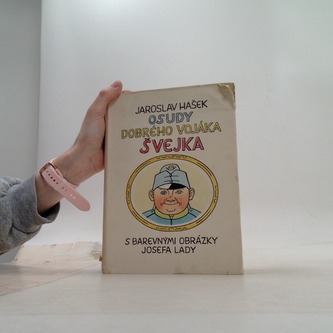 JAROSLAV HAŠEK
OSUDY
DOBRÉHO VOJÁKA
ŠVEJKA
S BAREVNÝMI OBRÁZKY
JOSEFA LADY